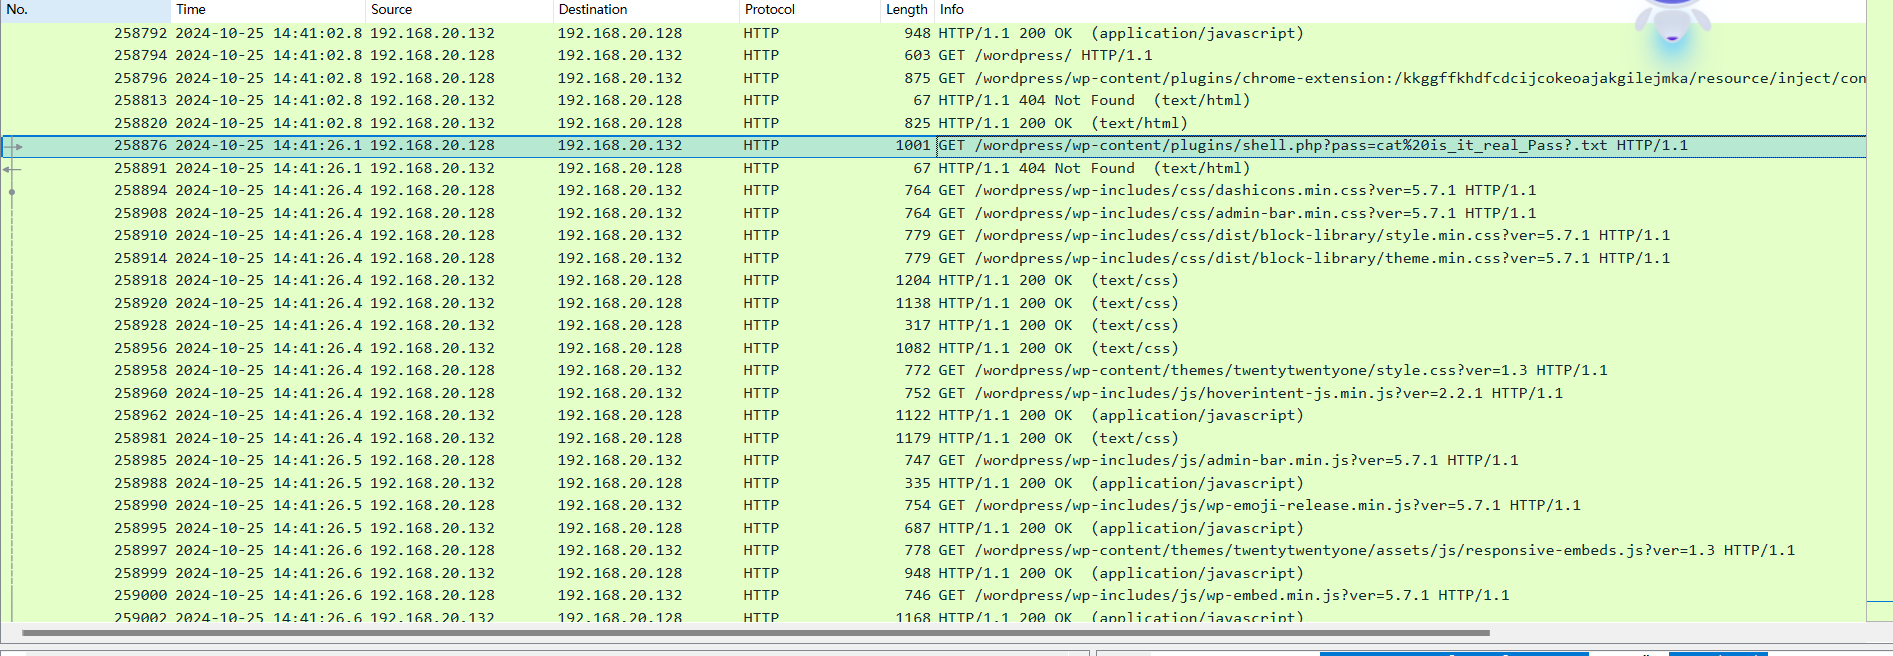 No. Time Source Destination Protocol Length Info
258792 2024-10-25 14:41:02.8 192.168.20.132 192.168.20.128 HTTP 948 HTTP/1.1 200 OK (application/javascript)
258794 2024-10-25 14:41:02.8 192.168.20.128 192.168.20.132 HTTP 603 GET /wordpress/ HTTP/1.1
258796 2024-10-25 14:41:02.8 192.168.20.128 192.168.20.132 HTTP 875 GET /wordpress/wp-content/plugins/chrome-extension:/kkggffkhdfcdcijcokeoajakgilejmka/resource/inject/con
258813 2024-10-25 14:41:02.8 192.168.20.132 192.168.20.128 HTTP 67 HTTP/1.1 404 Not Found (text/html)
258820 2024-10-25 14:41:02.8 192.168.20.132 192.168.20.128 HTTP 825 HTTP/1.1 200 OK (text/html)
258876 2024-10-25 14:41:26.1 192.168.20.128 192.168.20.132 HTTP 1001 GET /wordpress/wp-content/plugins/shell.php?pass=cat%20is_it_real_Pass?.txt HTTP/1.1
258891 2024-10-25 14:41:26.1 192.168.20.132 192.168.20.128 HTTP 67 HTTP/1.1 404 Not Found (text/html)
258894 2024-10-25 14:41:26.4 192.168.20.128 192.168.20.132 HTTP 764 GET /wordpress/wp-includes/css/dashicons.min.css?ver=5.7.1 HTTP/1.1
258908 2024-10-25 14:41:26.4 192.168.20.128 192.168.20.132 HTTP 764 GET /wordpress/wp-includes/css/admin-bar.min.css?ver=5.7.1 HTTP/1.1
258910 2024-10-25 14:41:26.4 192.168.20.128 192.168.20.132 HTTP 779 GET /wordpress/wp-includes/css/dist/block-library/style.min.css?ver=5.7.1 HTTP/1.1
258914 2024-10-25 14:41:26.4 192.168.20.128 192.168.20.132 HTTP 779 GET /wordpress/wp-includes/css/dist/block-library/theme.min.css?ver=5.7.1 HTTP/1.1
258918 2024-10-25 14:41:26.4 192.168.20.132 192.168.20.128 HTTP 1204 HTTP/1.1 200 OK (text/css)
258920 2024-10-25 14:41:26.4 192.168.20.132 192.168.20.128 HTTP 1138 HTTP/1.1 200 OK (text/css)
258928 2024-10-25 14:41:26.4 192.168.20.132 192.168.20.128 HTTP 317 HTTP/1.1 200 OK (text/css)
258956 2024-10-25 14:41:26.4 192.168.20.132 192.168.20.128 HTTP 1082 HTTP/1.1 200 OK (text/css)
258958 2024-10-25 14:41:26.4 192.168.20.128 192.168.20.132 HTTP 772 GET /wordpress/wp-content/themes/twentytwentyone/style.css?ver=1.3 HTTP/1.1
258960 2024-10-25 14:41:26.4 192.168.20.128 192.168.20.132 HTTP 752 GET /wordpress/wp-includes/js/hoverintent-js.min.js?ver=2.2.1 HTTP/1.1
258962 2024-10-25 14:41:26.4 192.168.20.132 192.168.20.128 HTTP 1122 HTTP/1.1 200 OK (application/javascript)
258981 2024-10-25 14:41:26.4 192.168.20.132 192.168.20.128 HTTP 1179 HTTP/1.1 200 OK (text/css)
258985 2024-10-25 14:41:26.5 192.168.20.128 192.168.20.132 HTTP 747 GET /wordpress/wp-includes/js/admin-bar.min.js?ver=5.7.1 HTTP/1.1
258988 2024-10-25 14:41:26.5 192.168.20.132 192.168.20.128 HTTP 335 HTTP/1.1 200 OK (application/javascript)
258990 2024-10-25 14:41:26.5 192.168.20.128 192.168.20.132 HTTP 754 GET /wordpress/wp-includes/js/wp-emoji-release.min.js?ver=5.7.1 HTTP/1.1
258995 2024-10-25 14:41:26.5 192.168.20.132 192.168.20.128 HTTP 687 HTTP/1.1 200 OK (application/javascript)
258997 2024-10-25 14:41:26.6 192.168.20.128 192.168.20.132 HTTP 778 GET /wordpress/wp-content/themes/twentytwentyone/assets/js/responsive-embeds.js?ver=1.3 HTTP/1.1
258999 2024-10-25 14:41:26.6 192.168.20.132 192.168.20.128 HTTP 948 HTTP/1.1 200 OK (application/javascript)
259000 2024-10-25 14:41:26.6 192.168.20.128 192.168.20.132 HTTP 746 GET /wordpress/wp-includes/js/wp-embed.min.js?ver=5.7.1 HTTP/1.1
259002 2024-10-25 14:41:26.6 192.168.20.132 192.168.20.128 HTTP 1168 HTTP/1.1 200 OK (application/javascript)